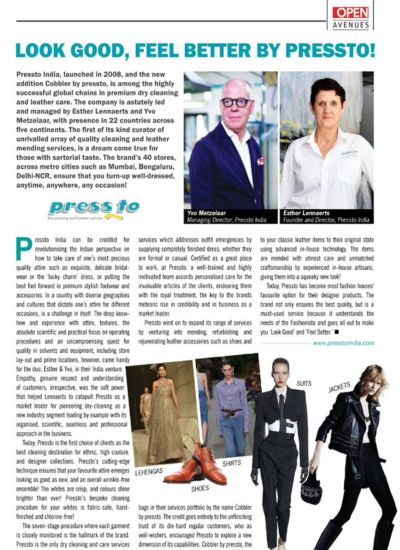 OPEN
AVENUES
LOOK GOOD, FEEL BETTER BY PRESSTO!
Pressto India, launched in 2008, and the new
addition Cobbler by pressto, is among the highly
successful global chains in premium dry cleaning
and leather care. The company is astutely led
and managed by Esther Lennaerts and Yvo
Metzelaar, with presence in 22 countries across
five continents. The first of its kind curator of
unrivalled array of quality cleaning and leather
mending services, is a dream come true for
those with sartorial taste. The brand's 40 stores,
across metro cities such as Mumbai, Bengaluru,
Delhi-NCR, ensure that you turn-up well-dressed,
anytime, anywhere, any occasion!
pressto
Dry-cleaning and Cobbler service
Yvo Metzelaar
Managing Director, Pressto India
Esther Lennaerts
Founder and Director, Pressto India
Pressto India can be credited for
revolutionising the Indian perspective on
how to take care of one's most precious
quality attire such as exquisite, delicate bridal-
wear or the 'lacky charm' dress, or putting the
best foot forward in premium stylish footwear and
accessories. In a country with diverse geographies
and cultures that dictate one's attire for different
occasions, is a challenge in itself. The deep know-
how and experience with attire, textures, the
absolute scientific and practical focus on operating
procedures and an uncompromising quest for
quality in solvents and equipment, including store
lay-out and prime locations, however, came handy
for the duo, Esther & Yvo, in their India venture.
Empathy, genuine respect and understanding
of customers, irrespective, was the soft power
that helped Lennaerts to catapult Pressto as a
market leader for pioneering dry-cleaning as a
new industry segment leading by example with its
organised, scientific, seamless and professional
approach in the business.
Today, Pressto is the first choice of clients as the
best cleaning destination for ethnic, high couture,
and designer collections. Pressto's cutting-edge
technique ensures that your favourite attire emerges
looking as good as new, and an overall wrinkle-free
ensemble! The whites are crisp, and colours shine
brighter than ever! Pressto's bespoke cleaning
procedure for your whites is fabric-safe, hand-
finished and chlorine-free!
The seven-stage procedure where each garment
is closely monitored is the hallmark of the brand.
Pressto is the only dry cleaning and care services
services which addresses outfit emergencies by
supplying completely finished dress, whether they
are formal or casual. Certified as a great place
to work, at Pressto, a well-trained and highly
motivated team accords personalised care for the
invaluable articles of the clients, endearing them
with the royal treatment, the key to the brands
meteoric rise in credibility and in business as a
market leader.
Pressto went on to expand its range of services
by venturing into mending, refurbishing and
rejuvenating leather accessories such as shoes and
LEHENGAS
SHOES
SHIRTS
SUITS
JACKETS
bags in their services portfolio by the name Cobbler
by pressto. The credit goes entirely to the unflinching
trust of its die-hard regular customers, who as
well-wishers, encouraged Pressto to explore a new
dimension of its capabilities. Cobbler by pressto, the
to your classic leather items to their original state
using advanced in-house technology. The items
are mended with utmost care and unmatched
craftsmanship by experienced in-house artisans,
giving them into a squeaky new look!
Today, Pressto has become most fashion houses'
favourite option for their designer products. The
brand not only ensures the best quality, but is a
must-used service because it understands the
needs of the Fashionista and goes all out to make
you 'Look Good' and "Feel Better."
www.presstoindia.com